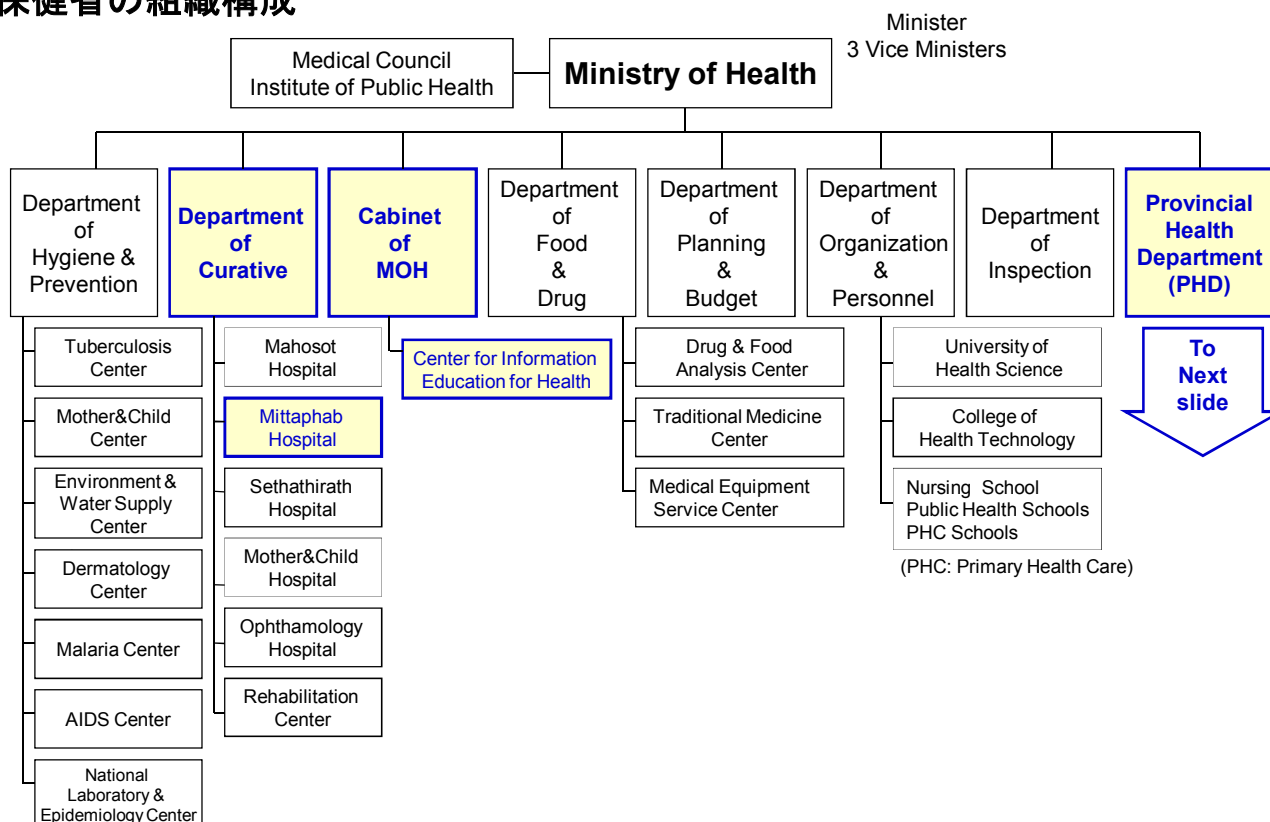 保健省の組織構成
Minister
3 Vice Ministers
Medical Council
Institute of Public Health
Ministry of Health
Department
of
Hygiene &
Prevention
Department
of
Curative
Cabinet
of
MOH
Department
of
Food
&
Drug
Department
of
Planning
&
Budget
Department
of
Organization
&
Personnel
Department
of
Inspection
Provincial
Health
Department
(PHD)
Tuberculosis
Center
Mother&Child
Center
Environment &
Water Supply
Center
Dermatology
Center
Malaria Center
AIDS Center
National
Laboratory &
Epidemiology Center
Mahosot
Hospital
Mittaphab
Hospital
Sethathirath
Hospital
Mother&Child
Hospital
Ophthamology
Hospital
Rehabilitation
Center
Center for Information
Education for Health
Drug & Food
Analysis Center
Traditional Medicine
Center
Medical Equipment
Service Center
University of
Health Science
College of
Health Technology
Nursing School
Public Health Schools
PHC Schools
(PHC: Primary Health Care)
To
Next
slide